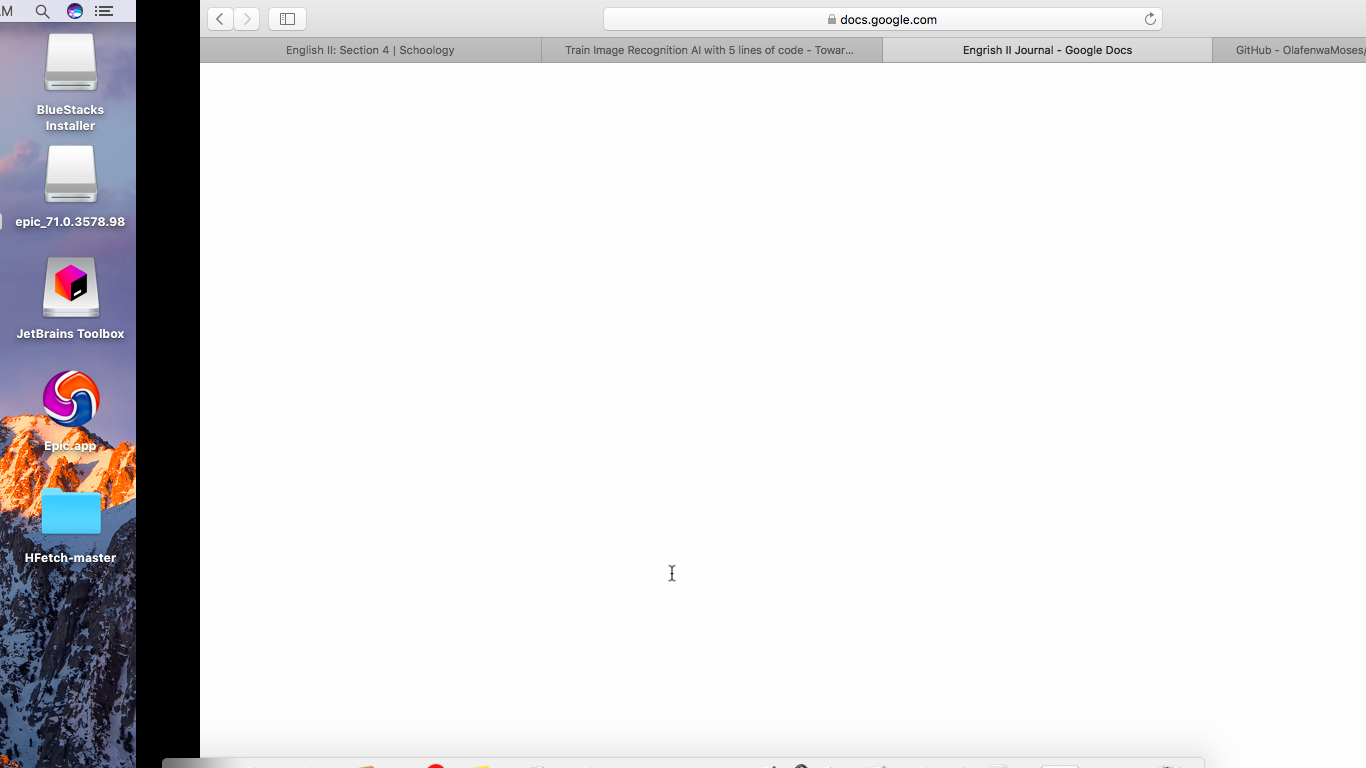 M
docs.google.com
English II: Section 4 | Schoology
Train Image Recognition AI with 5 lines of code - Towar...
Engrish II Journal - Google Docs
GitHub - OlafenwaMoses/
BlueStacks
Installer
epic_71.0.3578.98
JetBrains Toolbox
Epic.app
HFetch-master